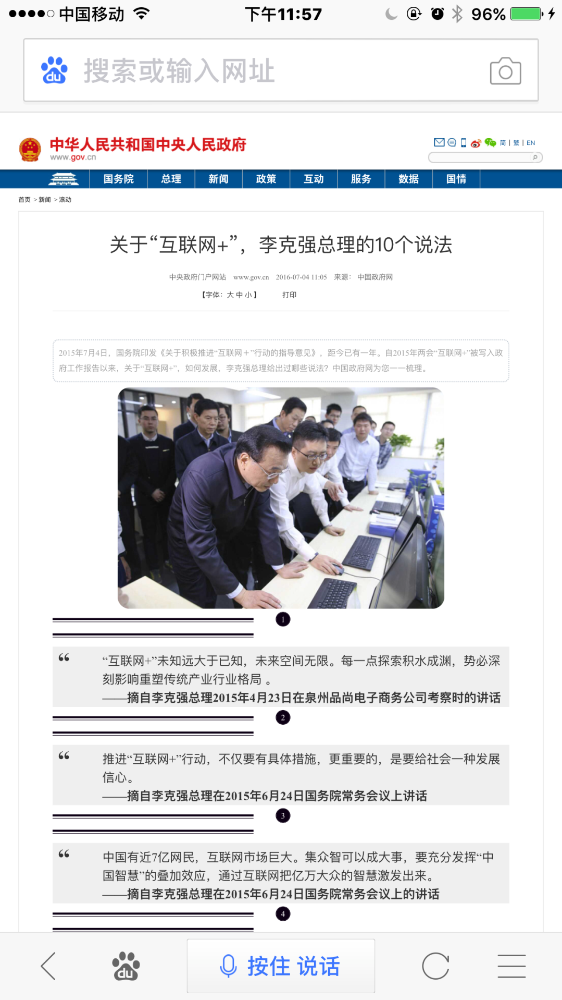 中国移动 下午11:57 96%
du 搜索或输入网址
中华人民共和国中央人民政府
www.gov.cn
简 | 繁 | EN
国务院 总理 新闻 政策 互动 服务 数据 国情
首页 >新闻 >滚动
关于“互联网+”，李克强总理的10个说法
中央政府门户网站 www.gov.cn 2016-07-04 11:05 来源： 中国政府网
【字体：大 中 小 】 打印
2015年7月4日，国务院印发《关于积极推进“互联网＋”行动的指导意见》，距今已有一年。自2015年两会“互联网+”被写入政
府工作报告以来，关于“互联网+”，如何发展，李克强总理给出过哪些说法？中国政府网为您一一梳理。
1
“
“互联网+”未知远大于已知，未来空间无限。每一点探索积水成渊，势必深
刻影响重塑传统产业行业格局 。
——摘自李克强总理2015年4月23日在泉州品尚电子商务公司考察时的讲话
2
“
推进“互联网+”行动，不仅要有具体措施，更重要的，是要给社会一种发展
信心。
——摘自李克强总理在2015年6月24日国务院常务会议上讲话
3
“
中国有近7亿网民，互联网市场巨大。集众智可以成大事，要充分发挥“中
国智慧”的叠加效应，通过互联网把亿万大众的智慧激发出来。
——摘自李克强总理在2015年6月24日国务院常务会议上的讲话
4
du 按住 说话